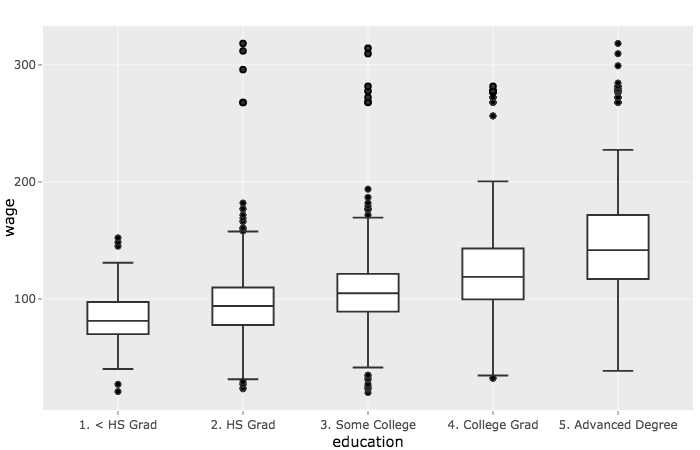 300
200
wage
100
1. < HS Grad
2. HS Grad
3. Some College
4. College Grad
5. Advanced Degree
education